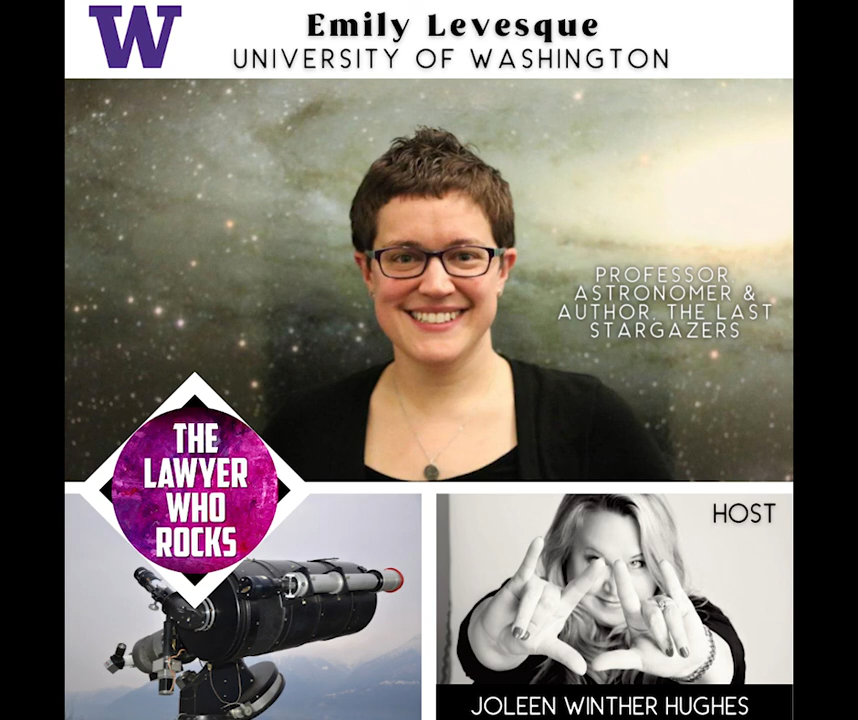 W
Emily Levesque
UNIVERSITY OF WASHINGTON
PROFESSOR,
ASTRONOMER &
AUTHOR, THE LAST
STARGAZERS
THE
LAWYER
WHO
ROCKS
HOST
JOLEEN WINTHER HUGHES